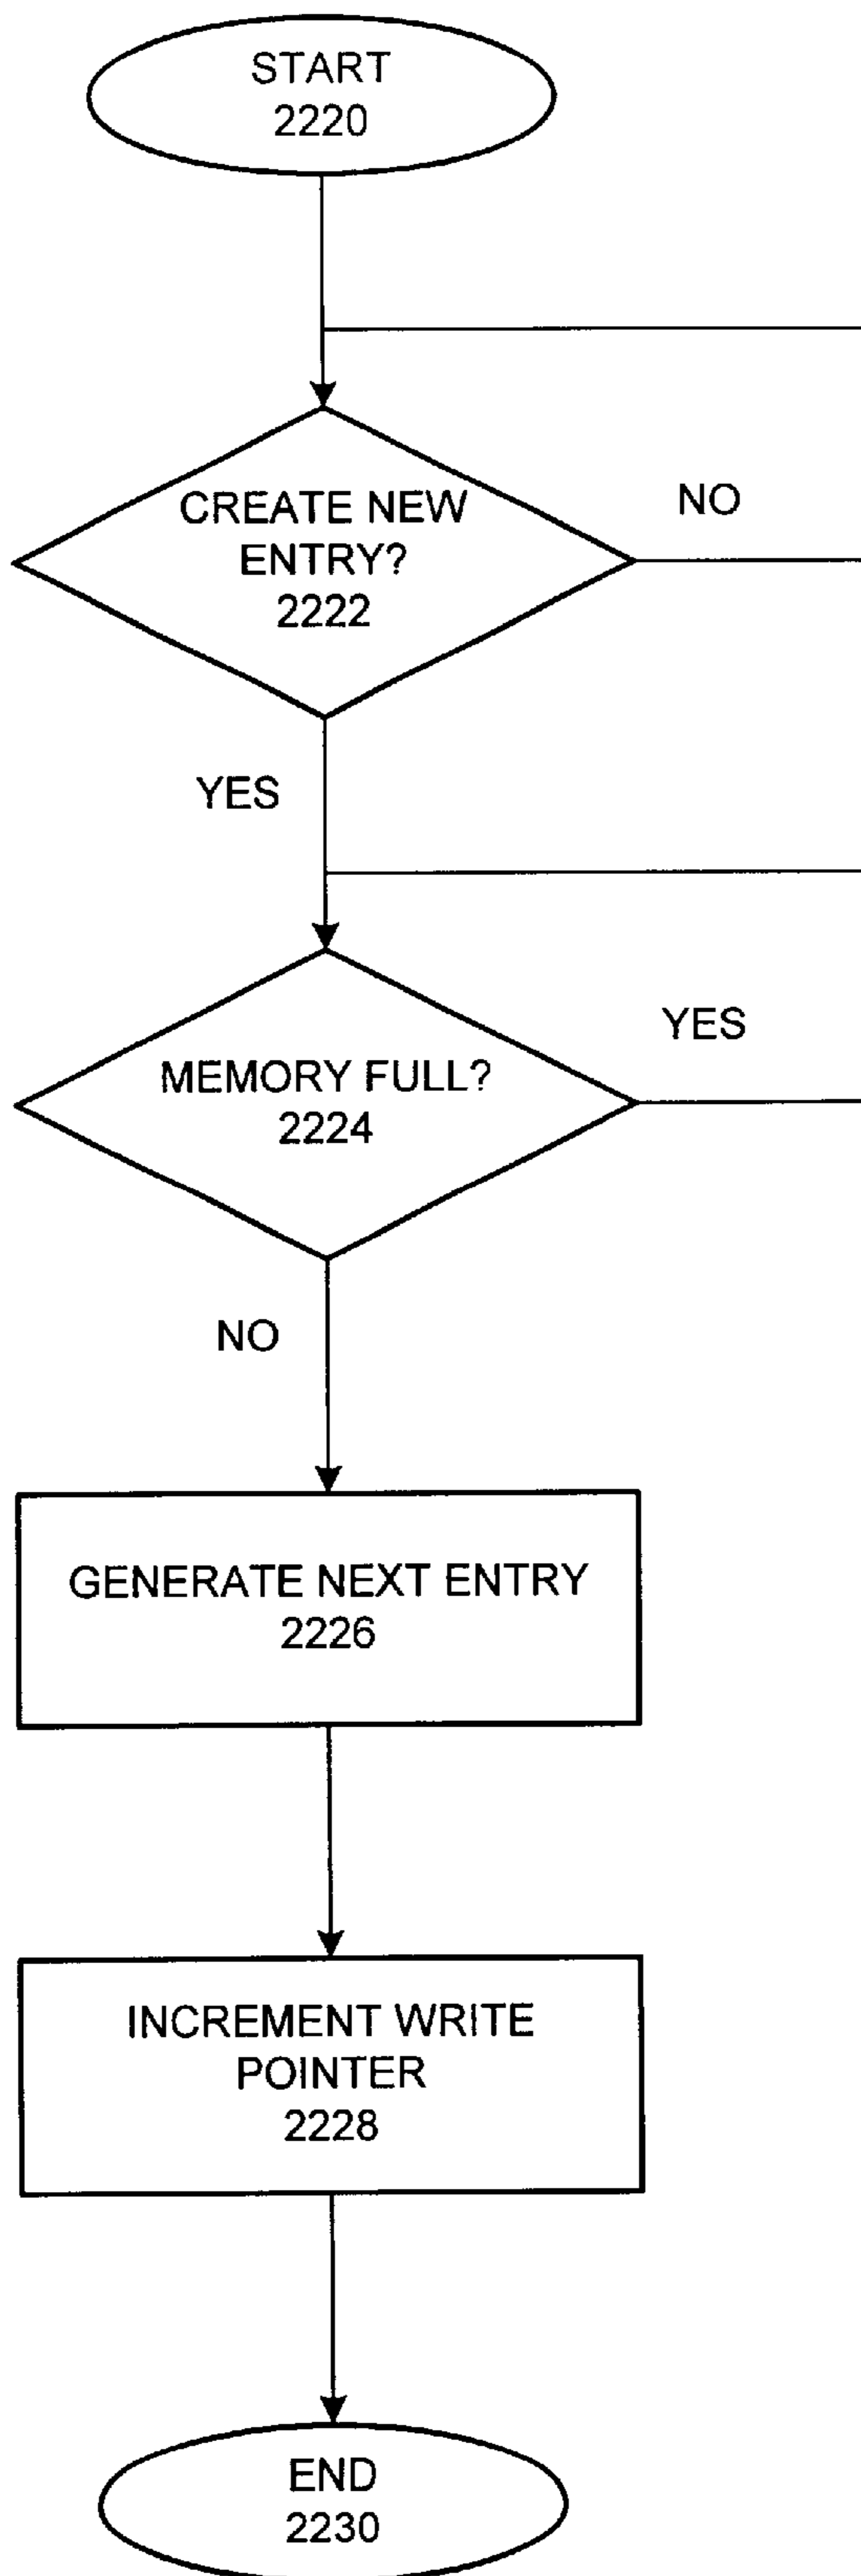 START
2220
CREATE NEW
ENTRY?
2222
NO
YES
MEMORY FULL?
2224
YES
NO
GENERATE NEXT ENTRY
2226
INCREMENT WRITE
POINTER
2228
END
2230